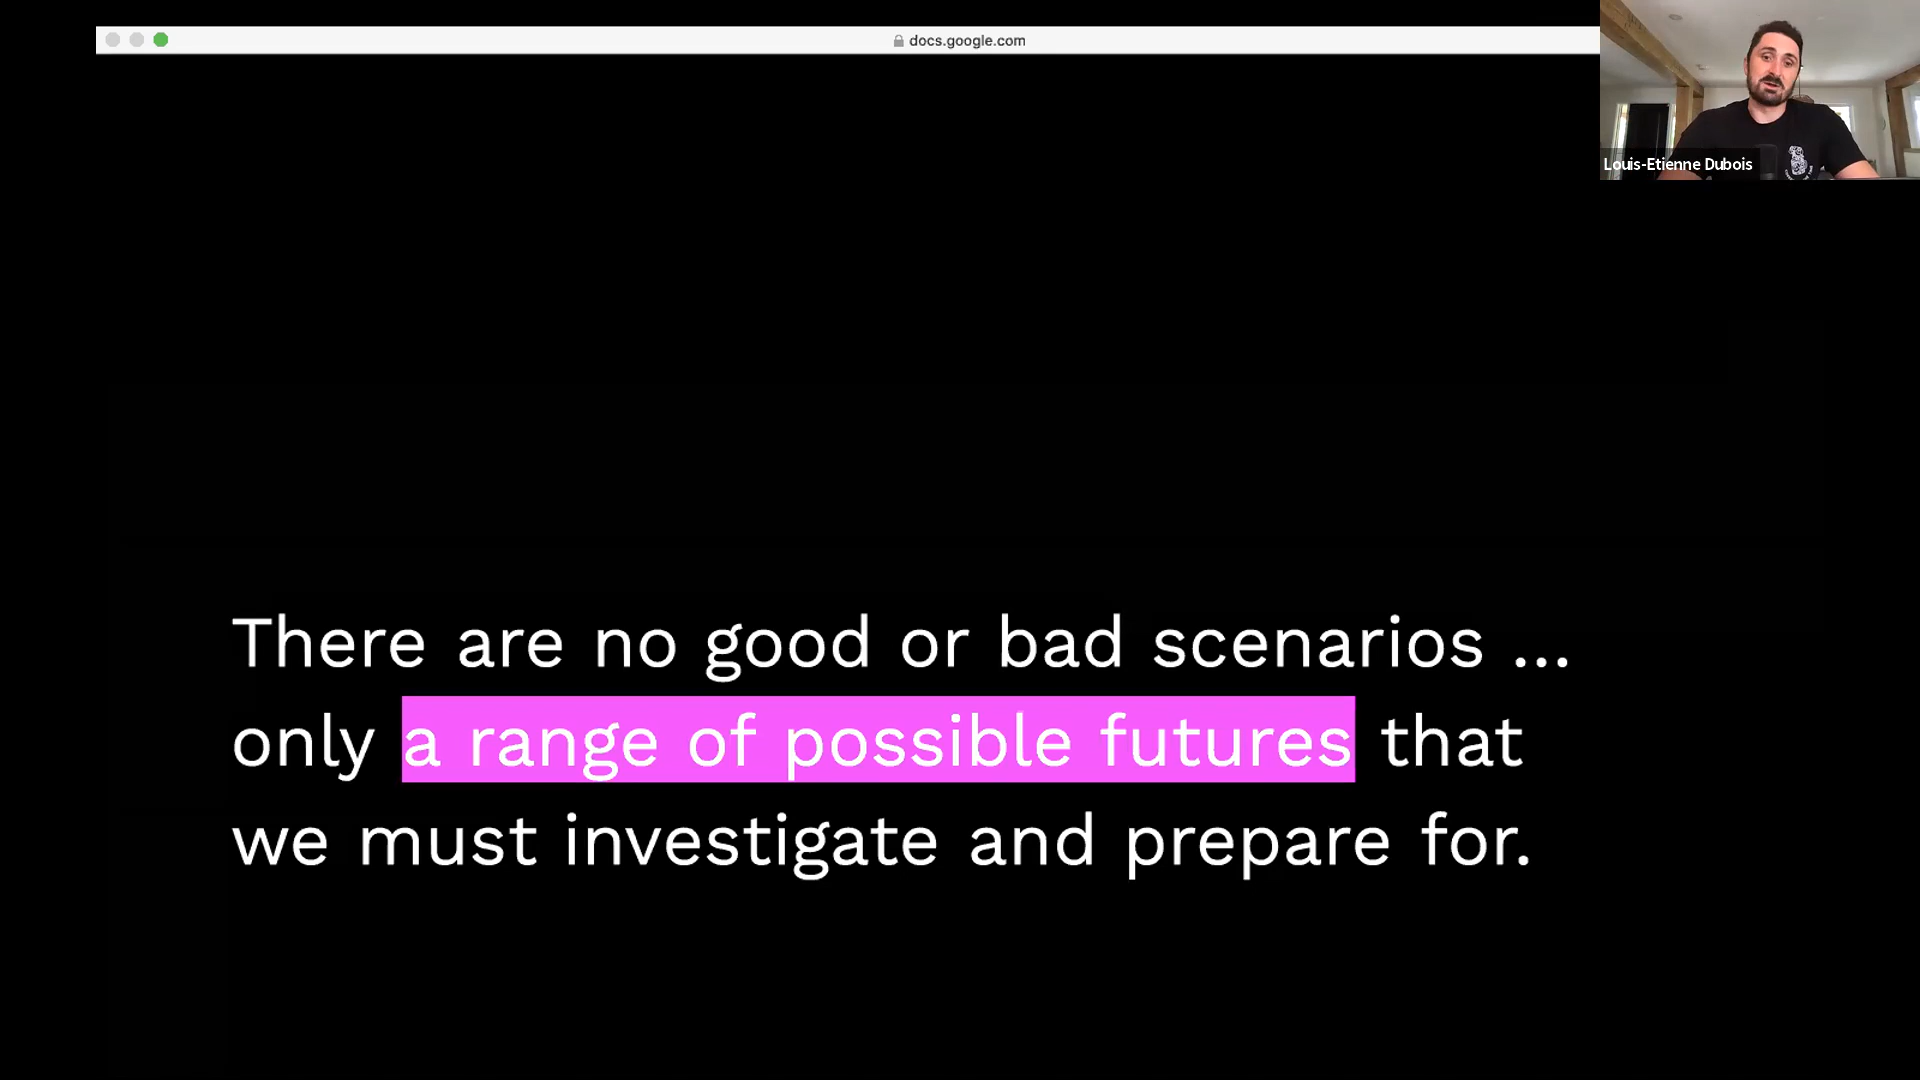 docs.google.com
Louis-Etienne Dubois
There are no good or bad scenarios ...
only a range of possible futures that
we must investigate and prepare for.